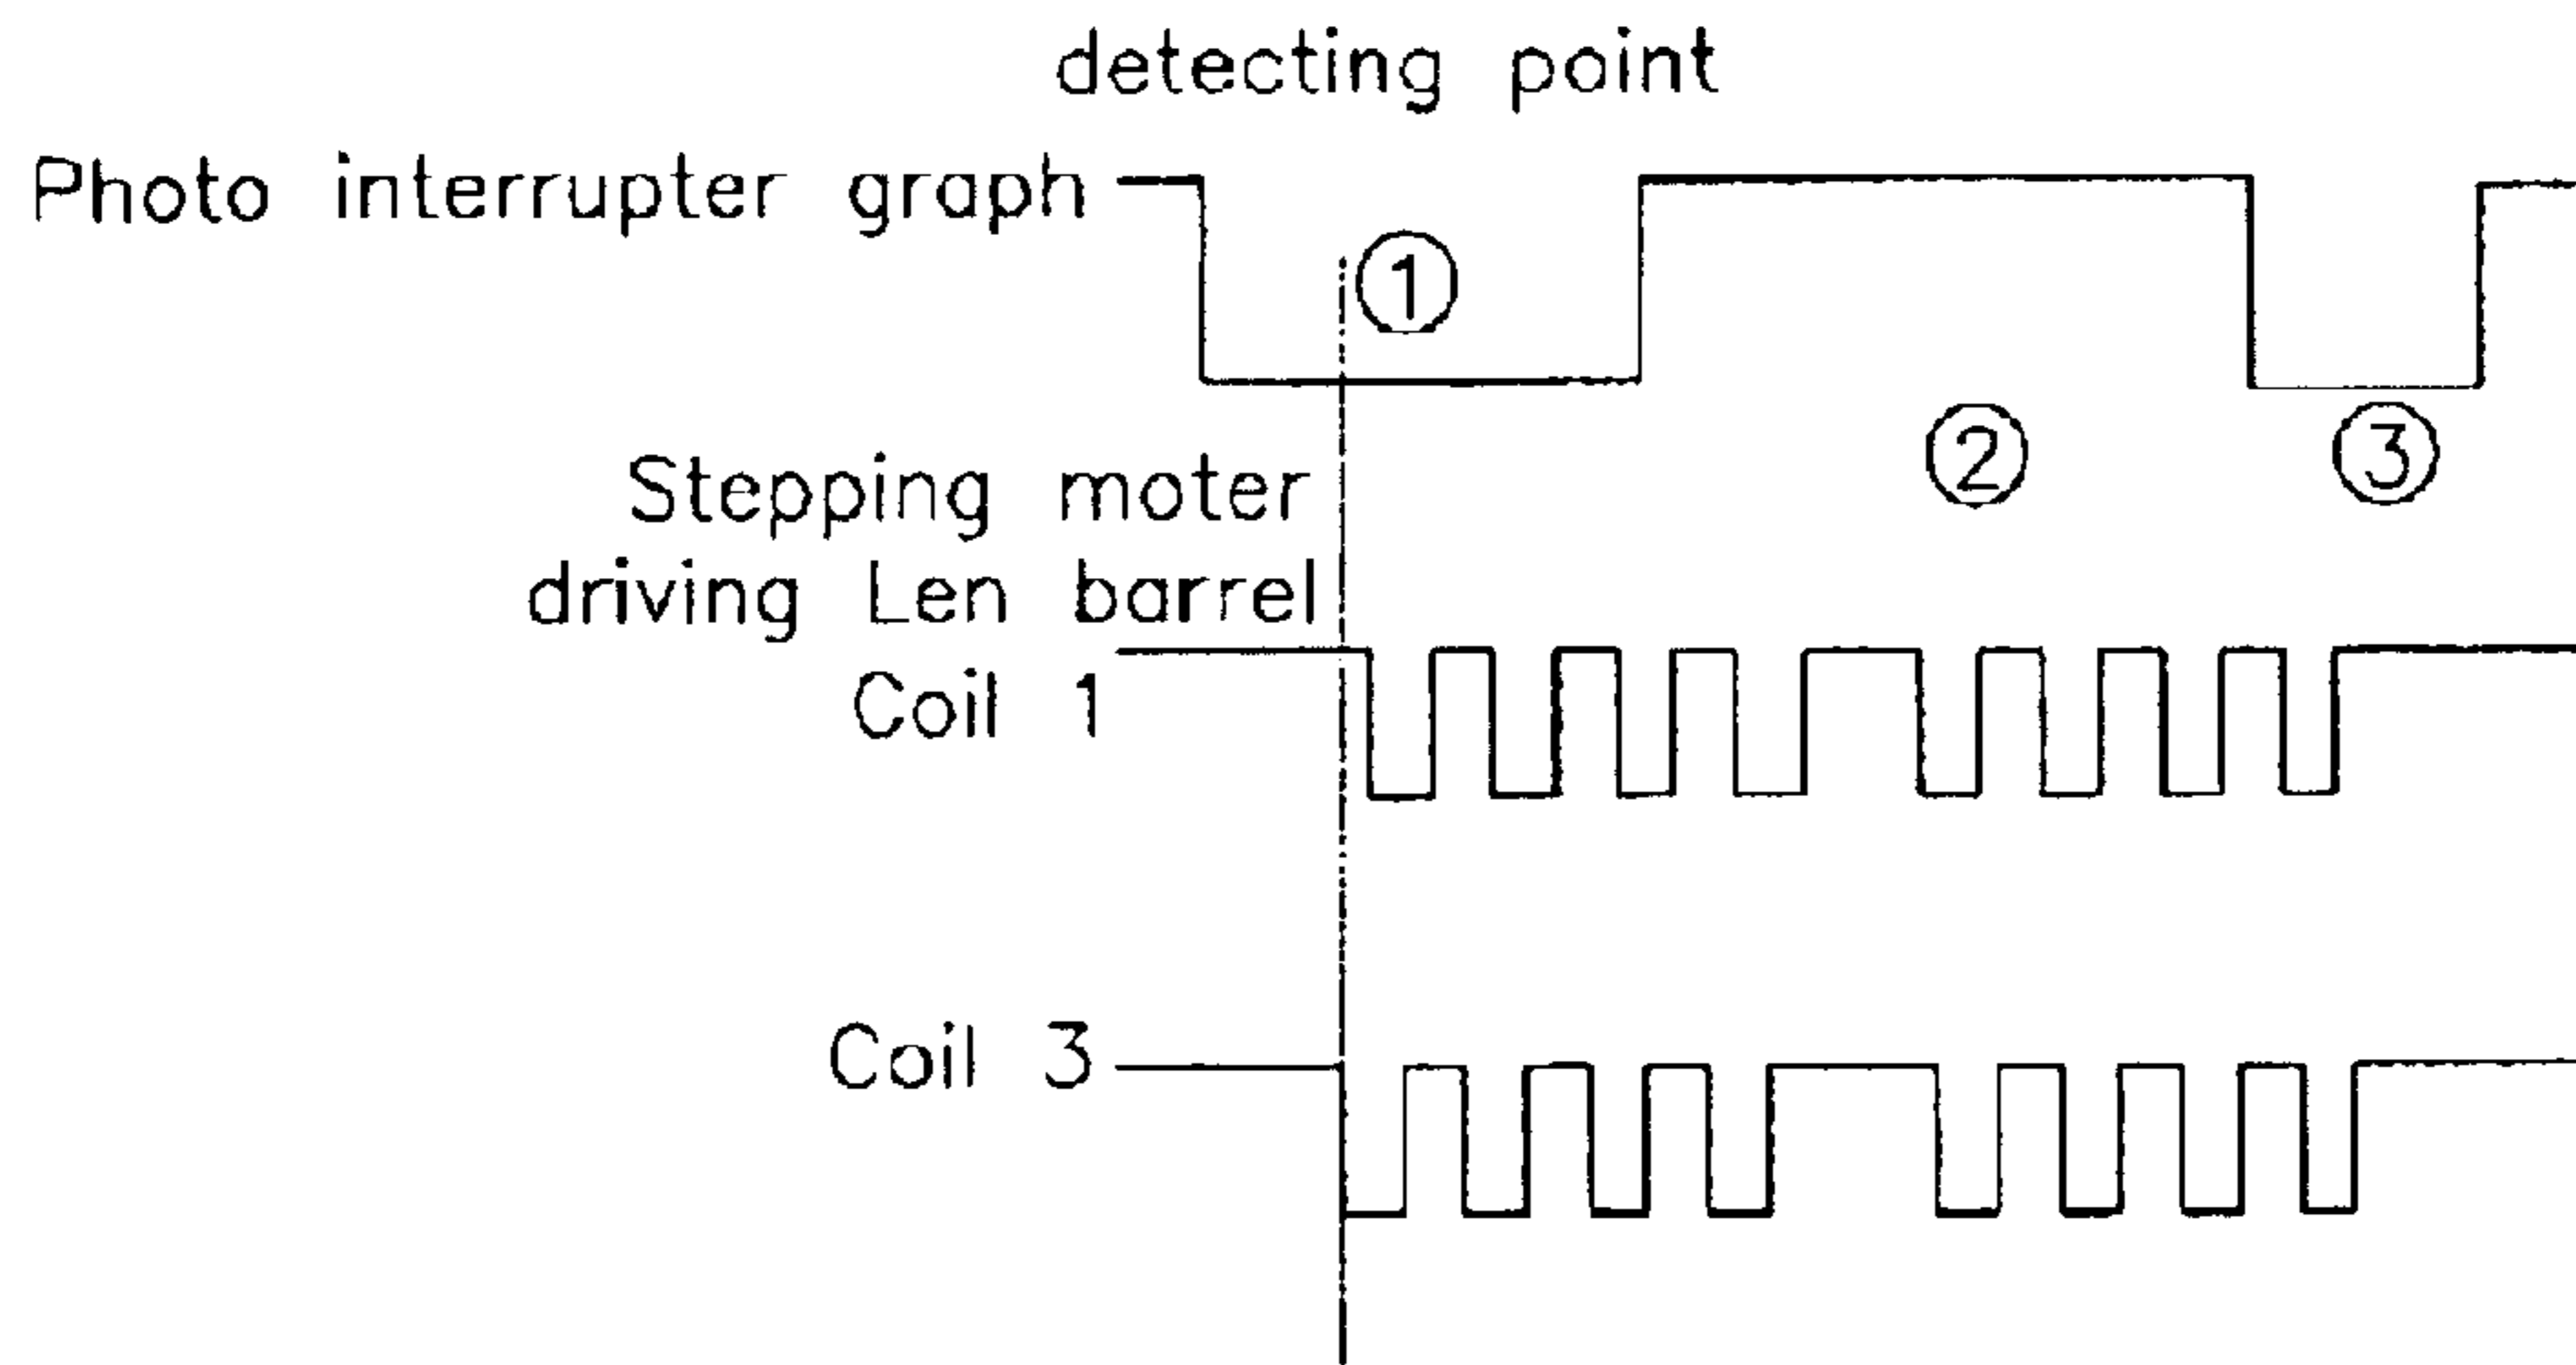 detecting point
Photo interrupter graph
①
②
③
Stepping moter
driving Len barrel
Coil 1
Coil 3